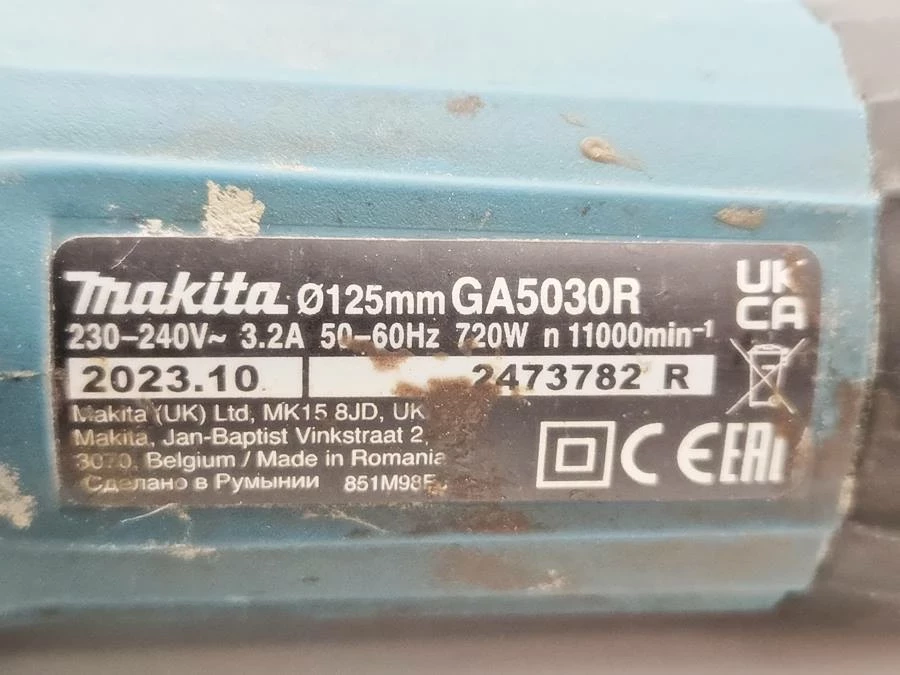 makita Ø125mm GA5030R
UK
CA
230-240V~ 3.2A 50-60Hz 720W n 11000min⁻¹
2023.10 2473782 R
Makita (UK) Ltd, MK15 8JD, UK
Makita, Jan-Baptist Vinkstraat 2,
3070, Belgium / Made in Romania
Сделано в Румынии
CE EAC